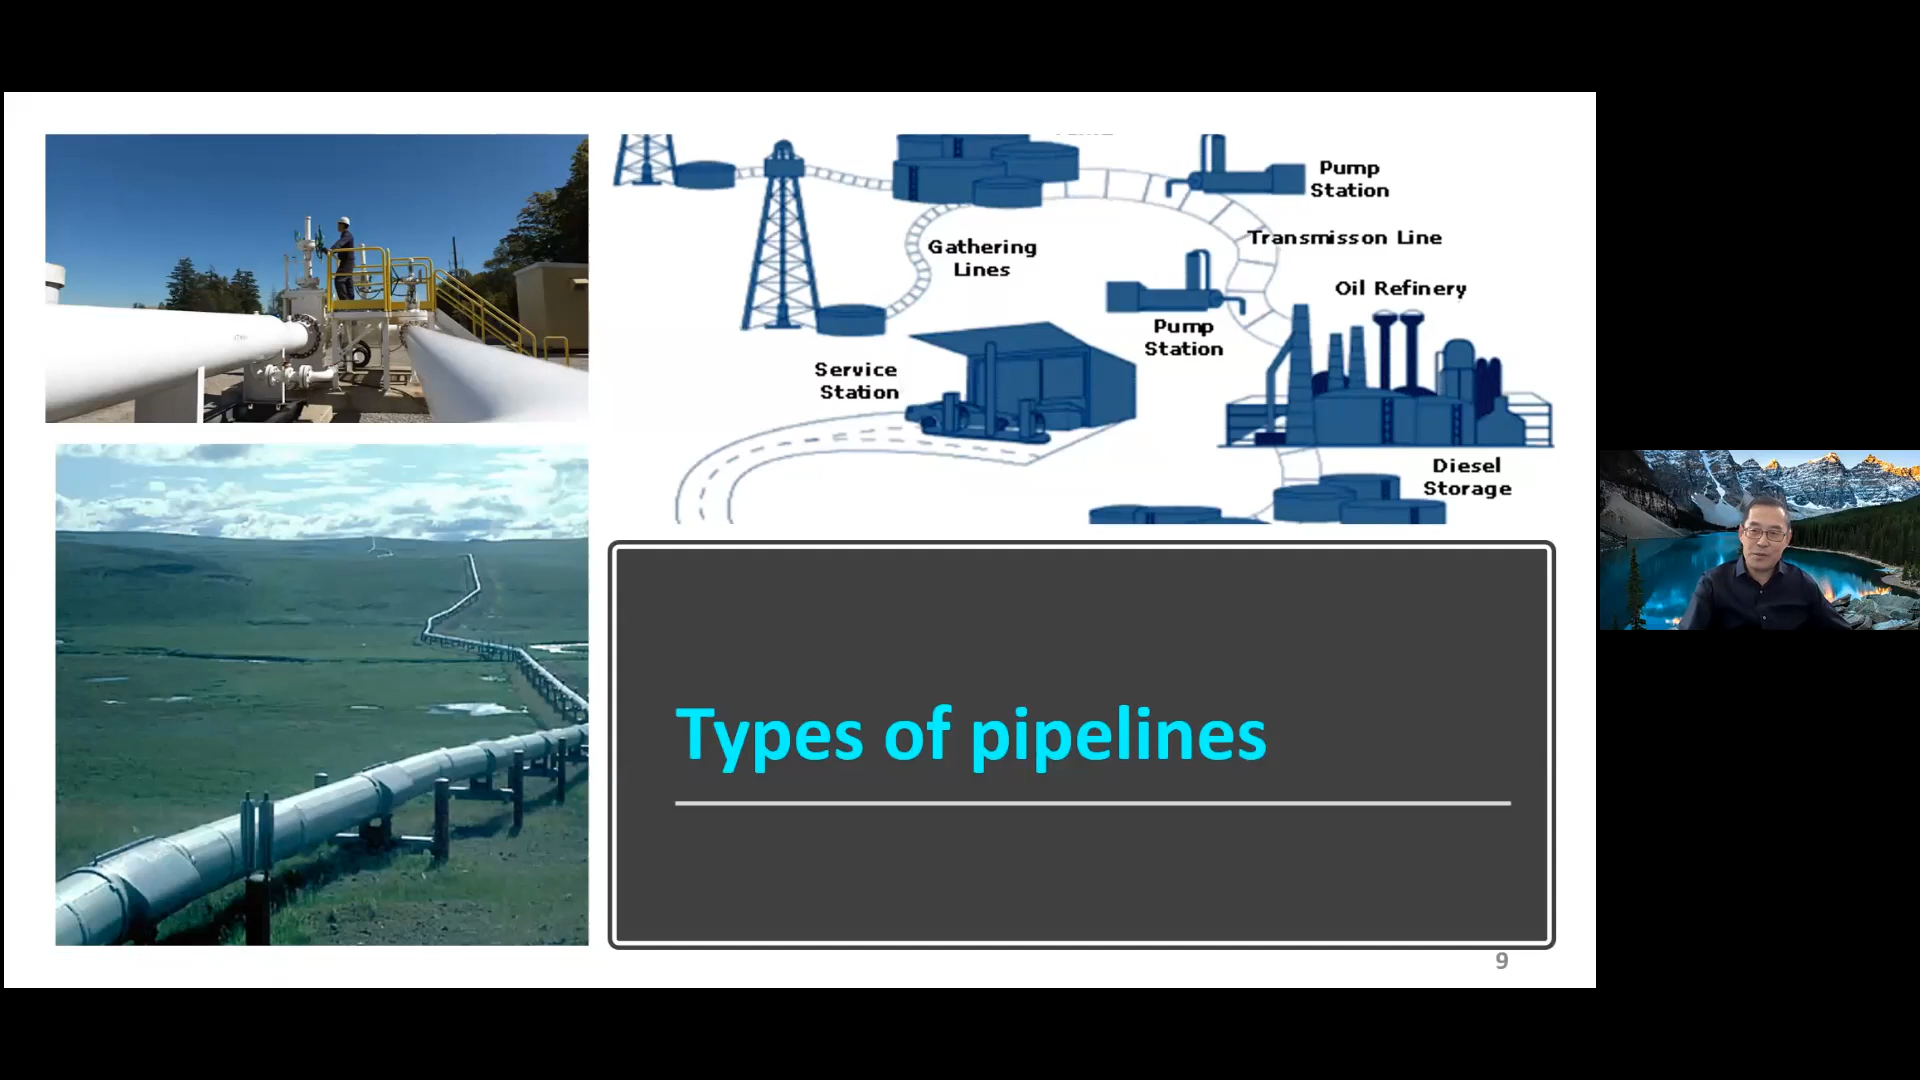 Pump
Station
Transmisson Line
Gathering
Lines
Oil Refinery
Pump
Station
Service
Station
Diesel
Storage
Types of pipelines
9